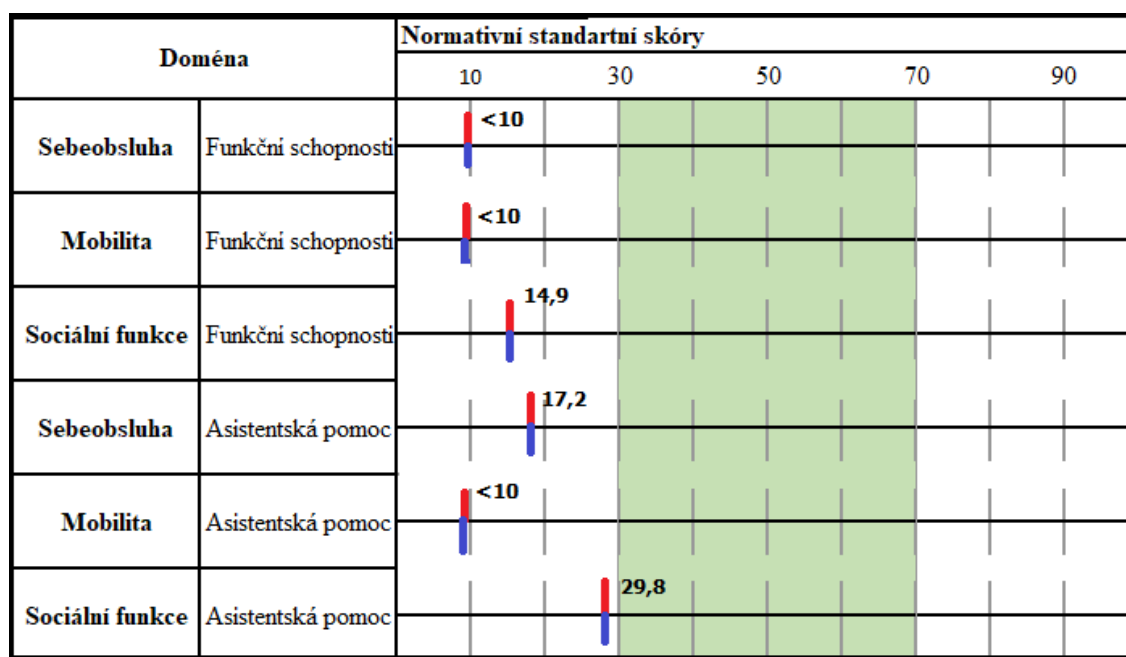 Doména
Normativní standartní skóry
10 30 50 70 90
Sebeobsluha Funkční schopnosti <10
Mobilita Funkční schopnosti <10
Sociální funkce Funkční schopnosti 14,9
Sebeobsluha Asistentská pomoc 17,2
Mobilita Asistentská pomoc <10
Sociální funkce Asistentská pomoc 29,8